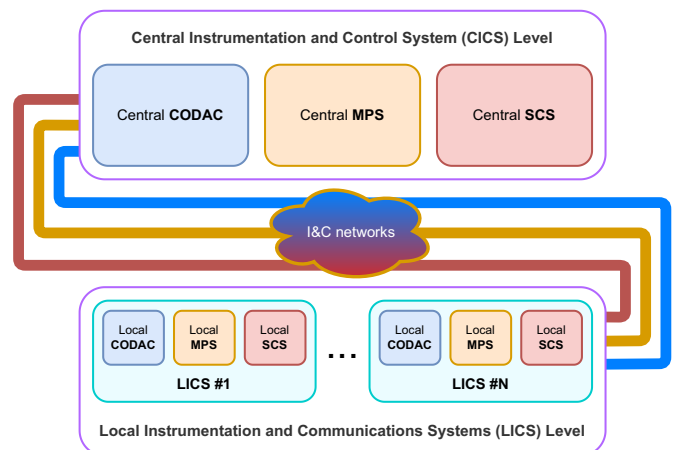 Central Instrumentation and Control System (CICS) Level
Central CODAC
Central MPS
Central SCS
I&C networks
Local
CODAC
Local
MPS
Local
SCS
LICS #1
...
Local
CODAC
Local
MPS
Local
SCS
LICS #N
Local Instrumentation and Communications Systems (LICS) Level